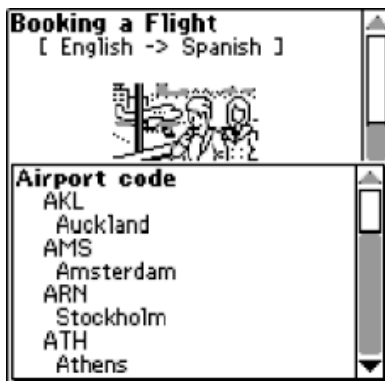 Booking a Flight
[ English -> Spanish ]
Airport code
AKL
Auckland
AMS
Amsterdam
ARN
Stockholm
ATH
Athens